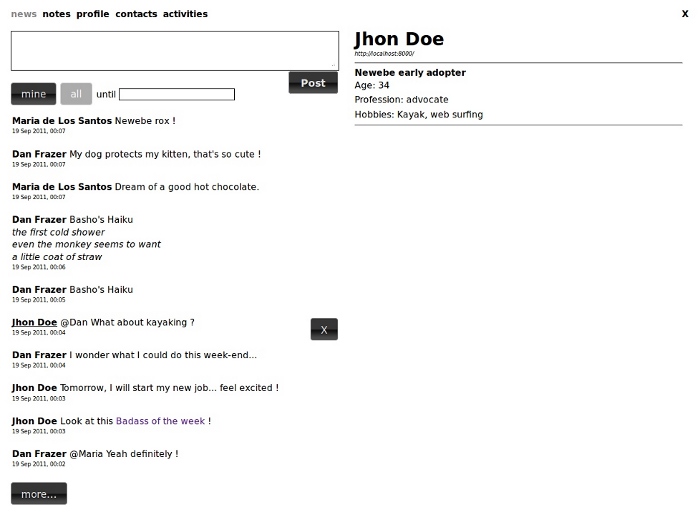 news notes profile contacts activities X
Post
mine all until
Maria de Los Santos Newebe rox !
19 Sep 2011, 00:07
Dan Frazer My dog protects my kitten, that's so cute !
19 Sep 2011, 00:07
Maria de Los Santos Dream of a good hot chocolate.
19 Sep 2011, 00:07
Dan Frazer Basho's Haiku
the first cold shower
even the monkey seems to want
a little coat of straw
19 Sep 2011, 00:06
Dan Frazer Basho's Haiku
19 Sep 2011, 00:05
Jhon Doe @Dan What about kayaking ?
19 Sep 2011, 00:04
X
Dan Frazer I wonder what I could do this week-end...
19 Sep 2011, 00:04
Jhon Doe Tomorrow, I will start my new job... feel excited !
19 Sep 2011, 00:03
Jhon Doe Look at this Badass of the week !
19 Sep 2011, 00:03
Dan Frazer @Maria Yeah definitely !
19 Sep 2011, 00:02
more...
Jhon Doe
http://localhost:8000/
Newebe early adopter
Age: 34
Profession: advocate
Hobbies: Kayak, web surfing